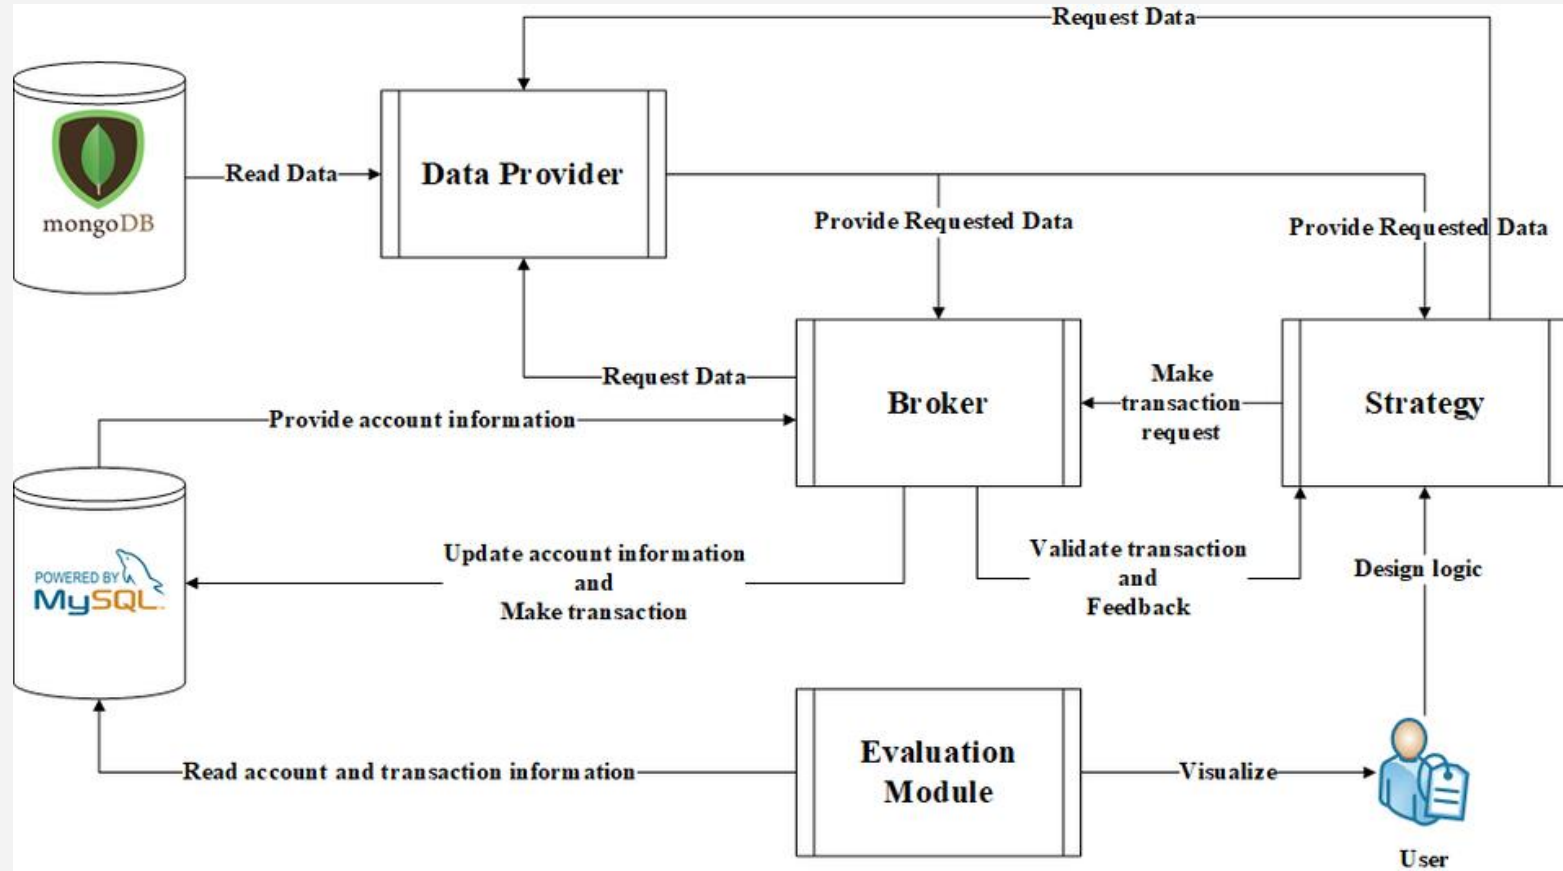 Request Data
mongoDB
Read Data
Data Provider
Provide Requested Data
Provide Requested Data
Request Data
Broker
Make
transaction
request
Strategy
Provide account information
POWERED BY
MySQL
Update account information
and
Make transaction
Validate transaction
and
Feedback
Design logic
Read account and transaction information
Evaluation
Module
Visualize
User